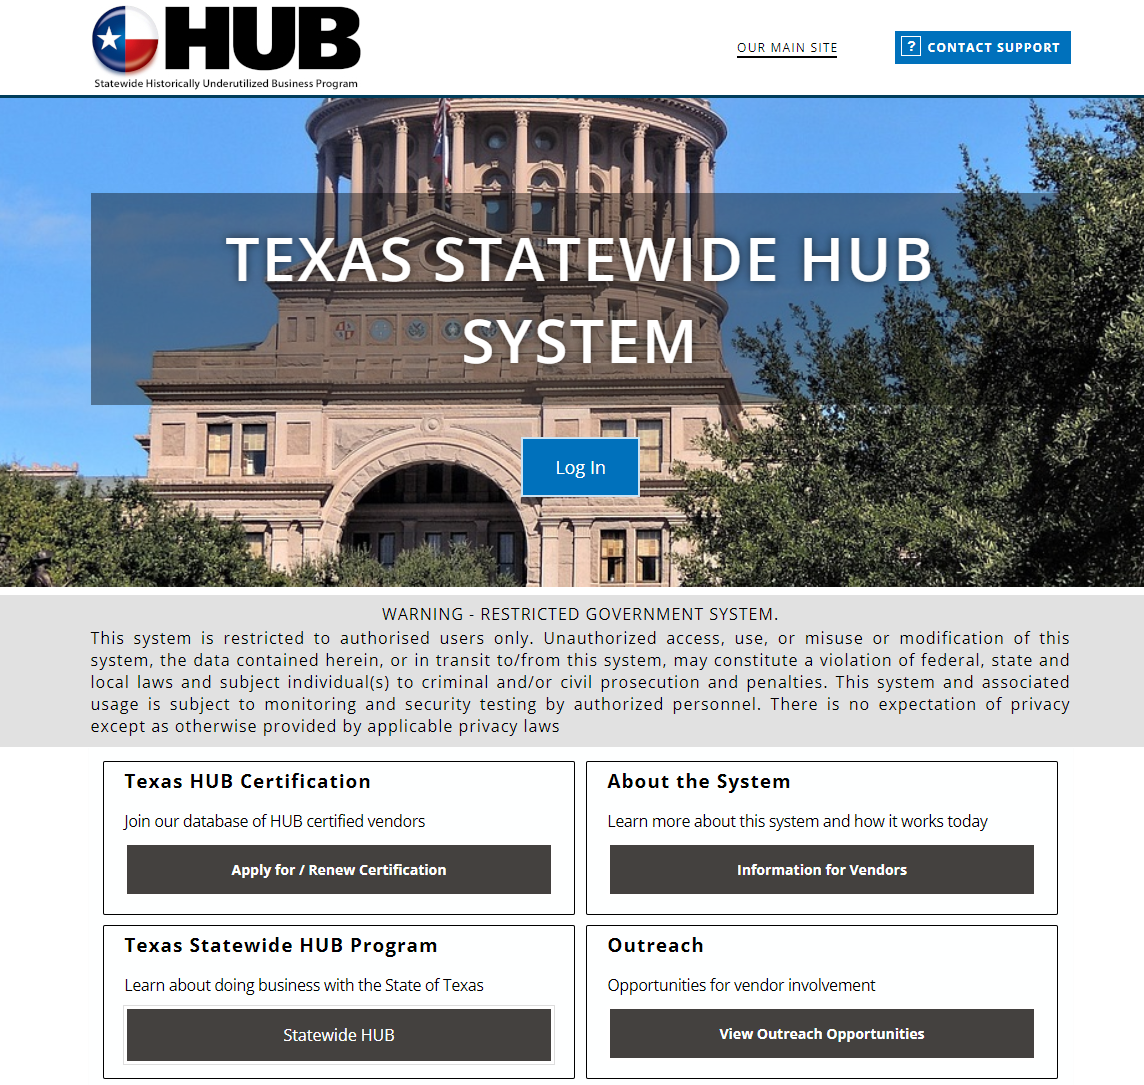 HUB
Statewide Historically Underutilized Business Program
OUR MAIN SITE
? CONTACT SUPPORT
TEXAS STATEWIDE HUB
SYSTEM
Log In
WARNING - RESTRICTED GOVERNMENT SYSTEM.
This system is restricted to authorised users only. Unauthorized access, use, or misuse or modification of this
system, the data contained herein, or in transit to/from this system, may constitute a violation of federal, state and
local laws and subject individual(s) to criminal and/or civil prosecution and penalties. This system and associated
usage is subject to monitoring and security testing by authorized personnel. There is no expectation of privacy
except as otherwise provided by applicable privacy laws
Texas HUB Certification
Join our database of HUB certified vendors
Apply for / Renew Certification
About the System
Learn more about this system and how it works today
Information for Vendors
Texas Statewide HUB Program
Learn about doing business with the State of Texas
Statewide HUB
Outreach
Opportunities for vendor involvement
View Outreach Opportunities